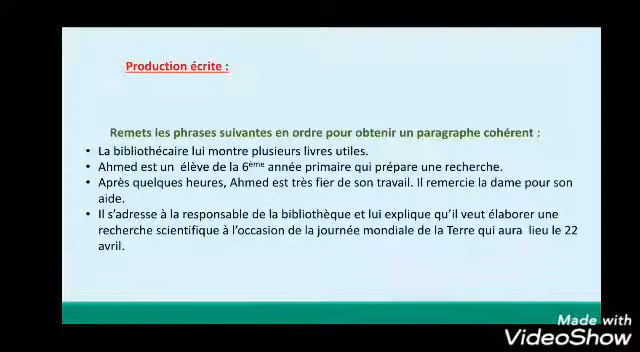 Production écrite :
Remets les phrases suivantes en ordre pour obtenir un paragraphe cohérent :
• La bibliothécaire lui montre plusieurs livres utiles.
• Ahmed est un élève de la 6ème année primaire qui prépare une recherche.
• Après quelques heures, Ahmed est très fier de son travail. Il remercie la dame pour son
aide.
• Il s'adresse à la responsable de la bibliothèque et lui explique qu'il veut élaborer une
recherche scientifique à l'occasion de la journée mondiale de la Terre qui aura lieu le 22
avril.
Made with
VideoShow